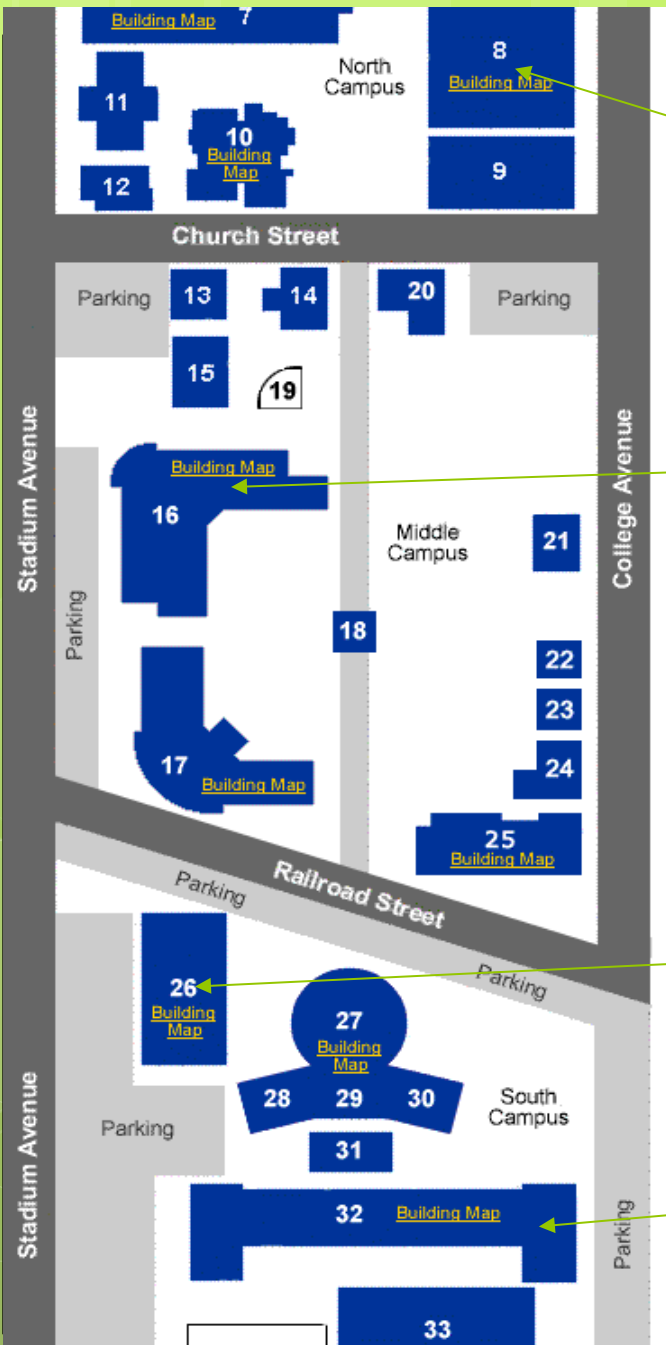 7
Building Map
8
Building Map
North
Campus
11
10
Building
Map
9
12
Church Street
Parking
13
14
20
Parking
15
19
Stadium Avenue
College Avenue
Building Map
16
Middle
Campus
21
Parking
18
22
23
17
Building Map
24
25
Building Map
Railroad Street
Parking
Parking
26
Building
Map
27
Building
Map
28
29
30
South
Campus
Parking
31
Stadium Avenue
32
Building Map
Parking
33